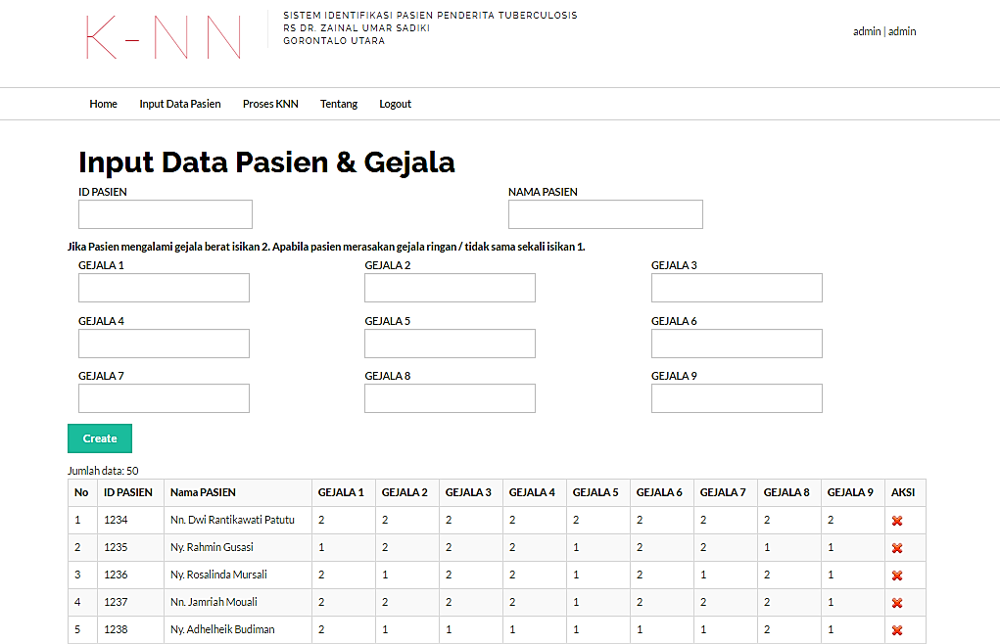 K-NN
SISTEM IDENTIFIKASI PASIEN PENDERITA TUBERCULOSIS
RS DR. ZAINAL UMAR SADIKI
GORONTALO UTARA
admin | admin
Home Input Data Pasien Proses KNN Tentang Logout
Input Data Pasien & Gejala
ID PASIEN NAMA PASIEN
Jika Pasien mengalami gejala berat isikan 2. Apabila pasien merasakan gejala ringan / tidak sama sekali isikan 1.
GEJALA 1 GEJALA 2 GEJALA 3
GEJALA 4 GEJALA 5 GEJALA 6
GEJALA 7 GEJALA 8 GEJALA 9
Create
Jumlah data: 50
No ID PASIEN Nama PASIEN GEJALA 1 GEJALA 2 GEJALA 3 GEJALA 4 GEJALA 5 GEJALA 6 GEJALA 7 GEJALA 8 GEJALA 9 AKSI
1 1234 Nn. Dwi Rantikawati Patutu 2 2 2 2 2 2 2 2 2
2 1235 Ny. Rahmin Gusasi 1 2 2 2 1 2 2 1 1
3 1236 Ny. Rosalinda Mursali 2 1 2 2 1 2 1 2 1
4 1237 Nn. Jamriah Mouali 2 2 2 2 1 2 2 2 1
5 1238 Ny. Adhelheik Budiman 2 1 1 1 1 1 1 2 1